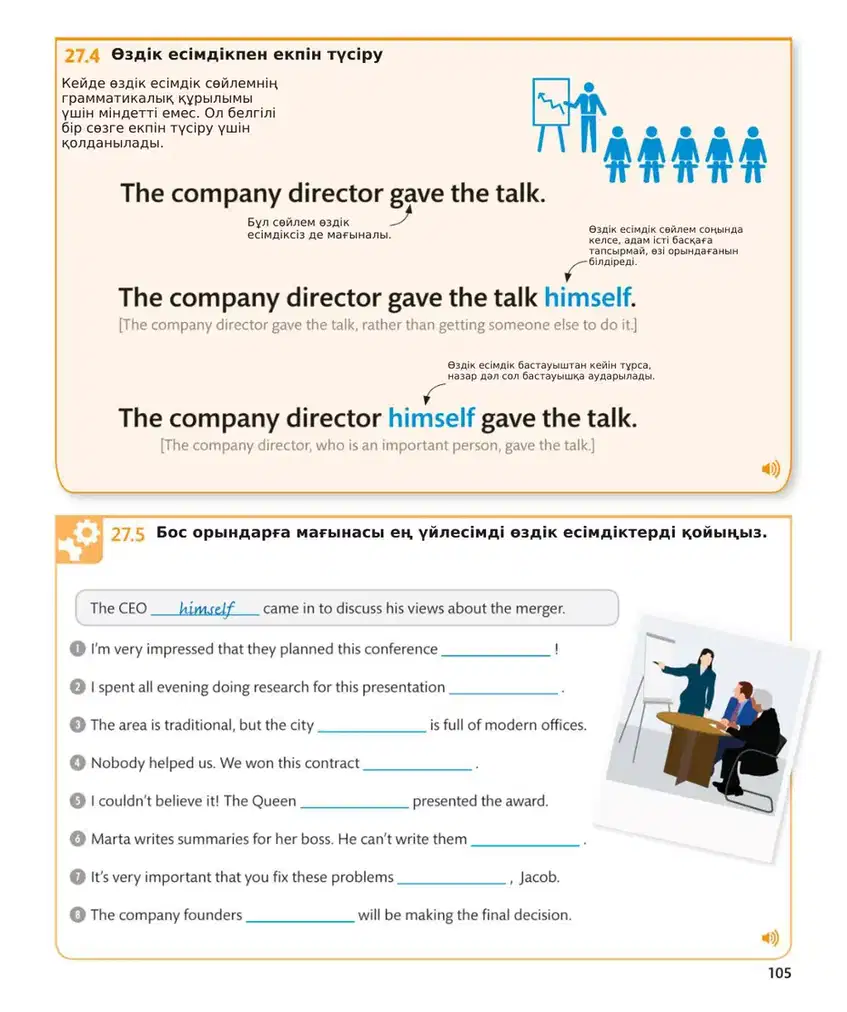 27.4 Өздік есімдікпен екпін түсіру
Кейде өздік есімдік сөйлемнің
грамматикалық құрылымы
үшін міндетті емес. Ол белгілі
бір сөзге екпін түсіру үшін
қолданылады.
The company director gave the talk.
Бұл сөйлем өздік
есімдіксіз де мағыналы.
Өздік есімдік сөйлем соңында
келсе, адам істі басқаға
тапсырмай, өзі орындағанын
білдіреді.
The company director gave the talk himself.
[The company director gave the talk, rather than getting someone else to do it.]
Өздік есімдік бастауыштан кейін тұрса,
назар дәл сол бастауышқа аударылады.
The company director himself gave the talk.
[The company director, who is an important person, gave the talk.]
27.5 Бос орындарға мағынасы ең үйлесімді өздік есімдіктерді қойыңыз.
The CEO himself came in to discuss his views about the merger.
1 I'm very impressed that they planned this conference ____________ !
2 I spent all evening doing research for this presentation ____________ .
3 The area is traditional, but the city ____________ is full of modern offices.
4 Nobody helped us. We won this contract ____________ .
5 I couldn't believe it! The Queen ____________ presented the award.
6 Marta writes summaries for her boss. He can't write them ____________ .
7 It's very important that you fix these problems ____________ , Jacob.
8 The company founders ____________ will be making the final decision.
105